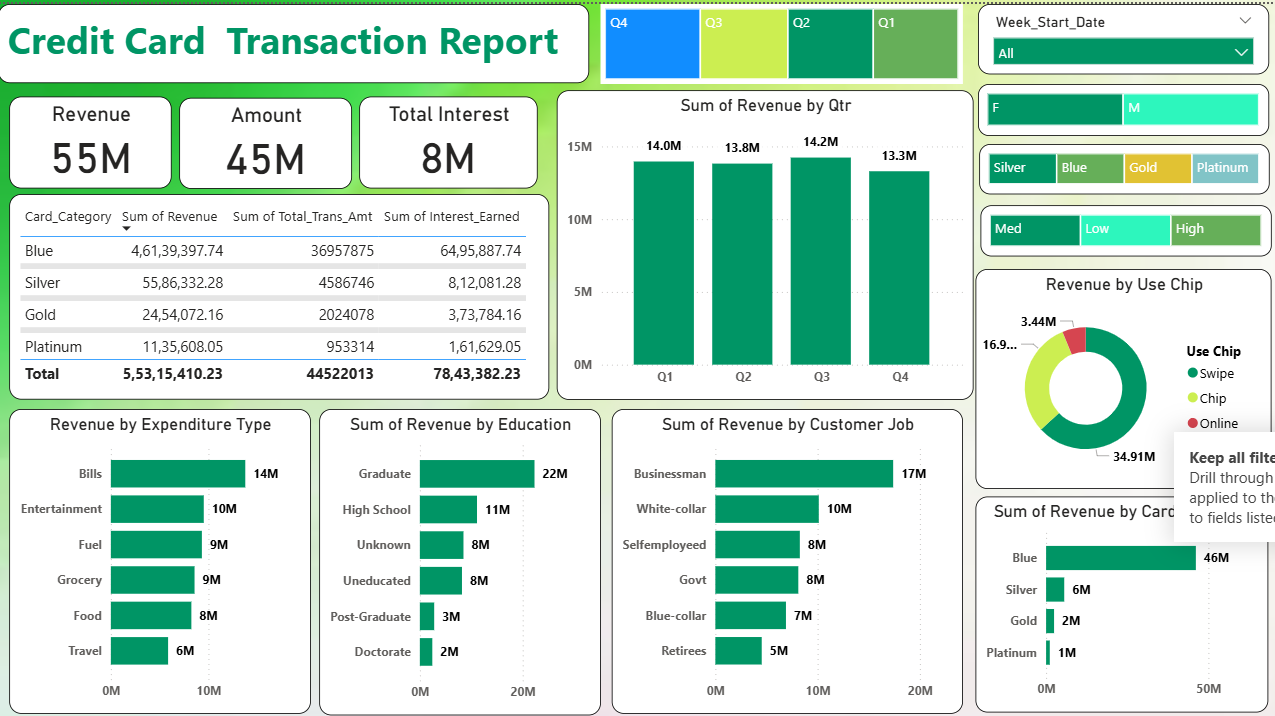 Credit Card Transaction Report
Q4 Q3 Q2 Q1
Week_Start_Date
All
F M
Silver Blue Gold Platinum
Med Low High
Revenue
55M
Amount
45M
Total Interest
8M
Card_Category Sum of Revenue Sum of Total_Trans_Amt Sum of Interest_Earned
Blue 4,61,39,397.74 36957875 64,95,887.74
Silver 55,86,332.28 4586746 8,12,081.28
Gold 24,54,072.16 2024078 3,73,784.16
Platinum 11,35,608.05 953314 1,61,629.05
Total 5,53,15,410.23 44522013 78,43,382.23
Sum of Revenue by Qtr
15M
10M
5M
0M
14.0M 13.8M 14.2M 13.3M
Q1 Q2 Q3 Q4
Revenue by Use Chip
3.44M
16.9...
34.91M
Use Chip
Swipe
Chip
Online
Keep all filte
Drill through
applied to the
to fields listed
Revenue by Expenditure Type
Bills 14M
Entertainment 10M
Fuel 9M
Grocery 9M
Food 8M
Travel 6M
0M 10M
Sum of Revenue by Education
Graduate 22M
High School 11M
Unknown 8M
Uneducated 8M
Post-Graduate 3M
Doctorate 2M
0M 20M
Sum of Revenue by Customer Job
Businessman 17M
White-collar 10M
Selfemployeed 8M
Govt 8M
Blue-collar 7M
Retirees 5M
0M 10M 20M
Sum of Revenue by Card
Blue 46M
Silver 6M
Gold 2M
Platinum 1M
0M 50M